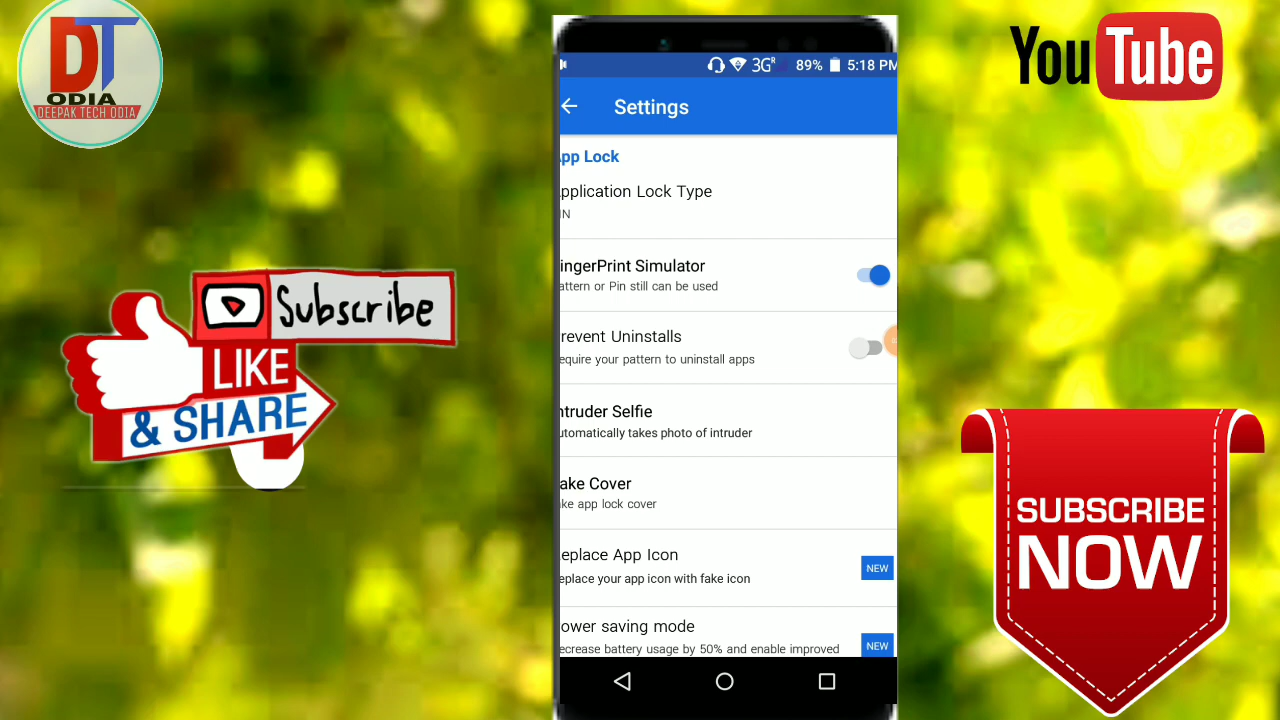 DT
ODIA
DEEPAK TECH ODIA
Subscribe
LIKE
& SHARE
3G R 89% 5:18 PM
Settings
pp Lock
pplication Lock Type
IN
ingerPrint Simulator
attern or Pin still can be used
revent Uninstalls
equire your pattern to uninstall apps
ntruder Selfie
utomatically takes photo of intruder
ake Cover
ake app lock cover
eplace App Icon
eplace your app icon with fake icon
NEW
ower saving mode
ecrease battery usage by 50% and enable improved
NEW
YouTube
SUBSCRIBE
NOW